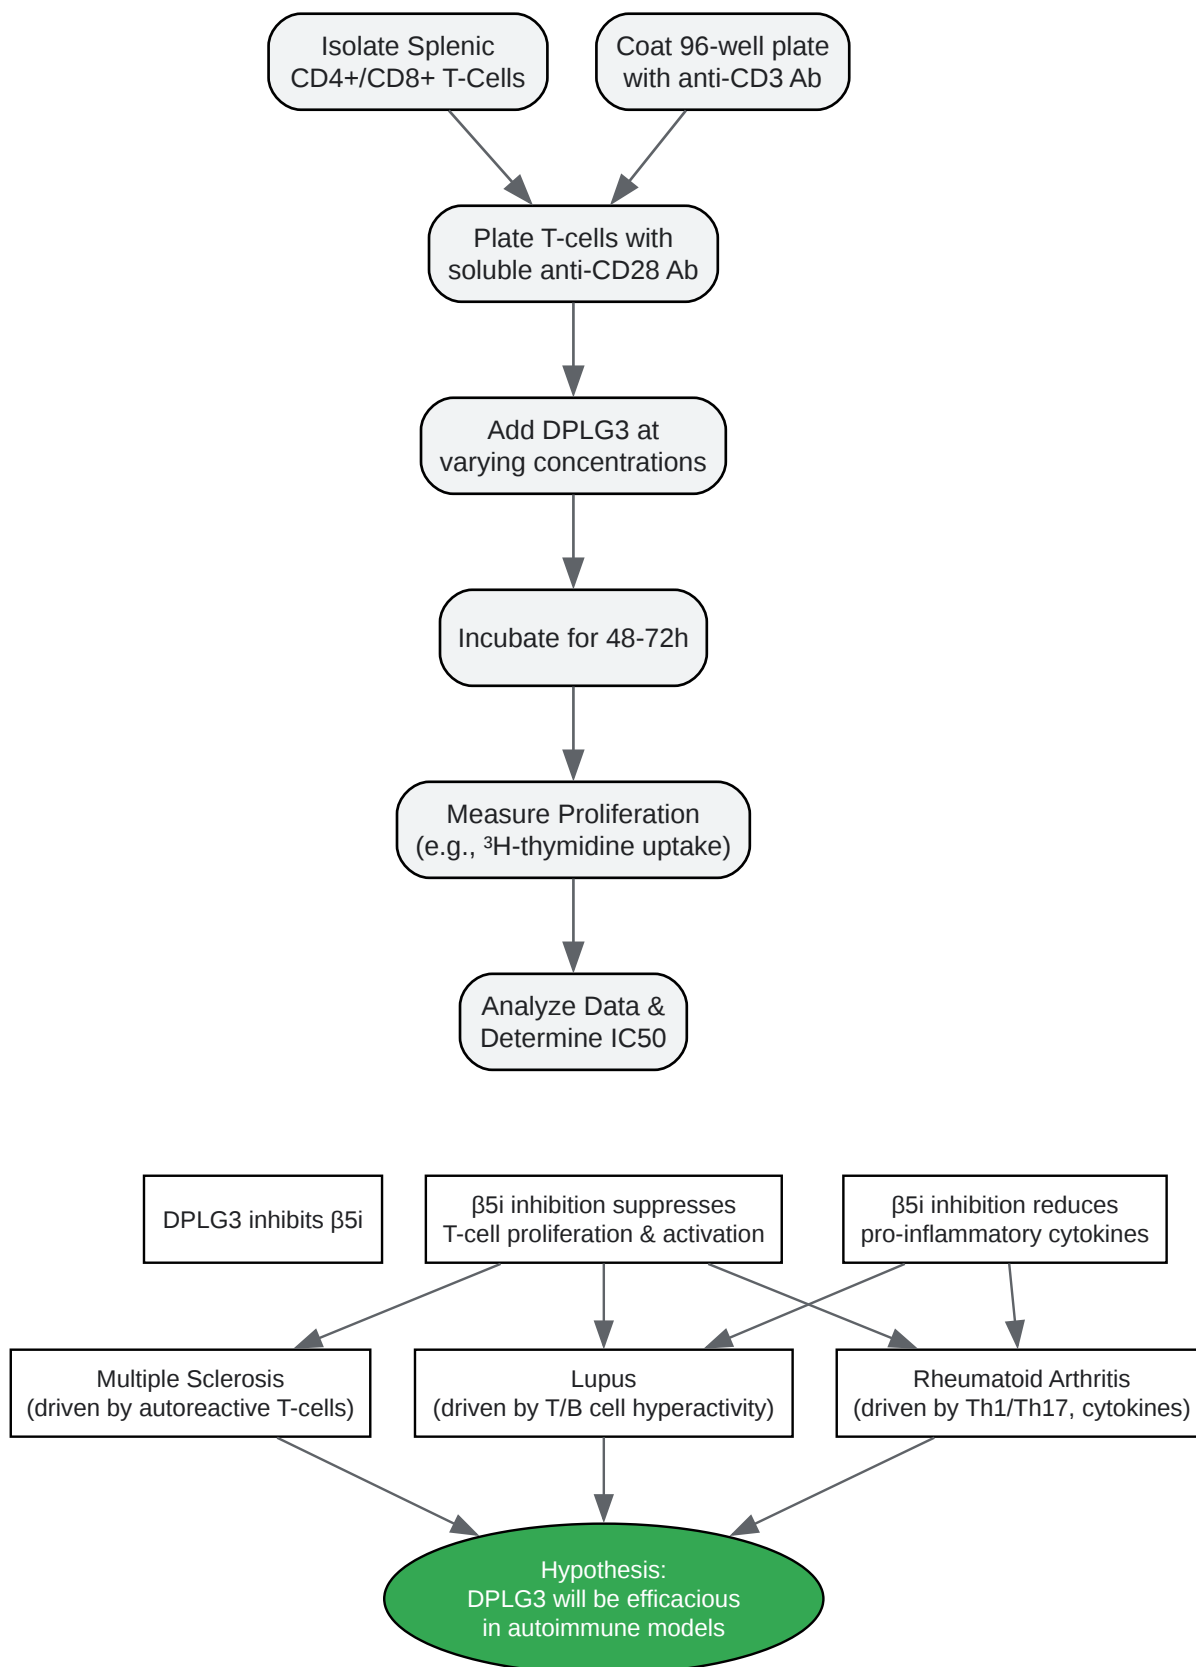 Isolate Splenic
CD4+/CD8+ T-Cells
Coat 96-well plate
with anti-CD3 Ab
Plate T-cells with
soluble anti-CD28 Ab
Add DPLG3 at
varying concentrations
Incubate for 48-72h
Measure Proliferation
(e.g., ³H-thymidine uptake)
Analyze Data &
Determine IC50
DPLG3 inhibits β5i
β5i inhibition suppresses
T-cell proliferation & activation
β5i inhibition reduces
pro-inflammatory cytokines
Multiple Sclerosis
(driven by autoreactive T-cells)
Lupus
(driven by T/B cell hyperactivity)
Rheumatoid Arthritis
(driven by Th1/Th17, cytokines)
Hypothesis:
DPLG3 will be efficacious
in autoimmune models